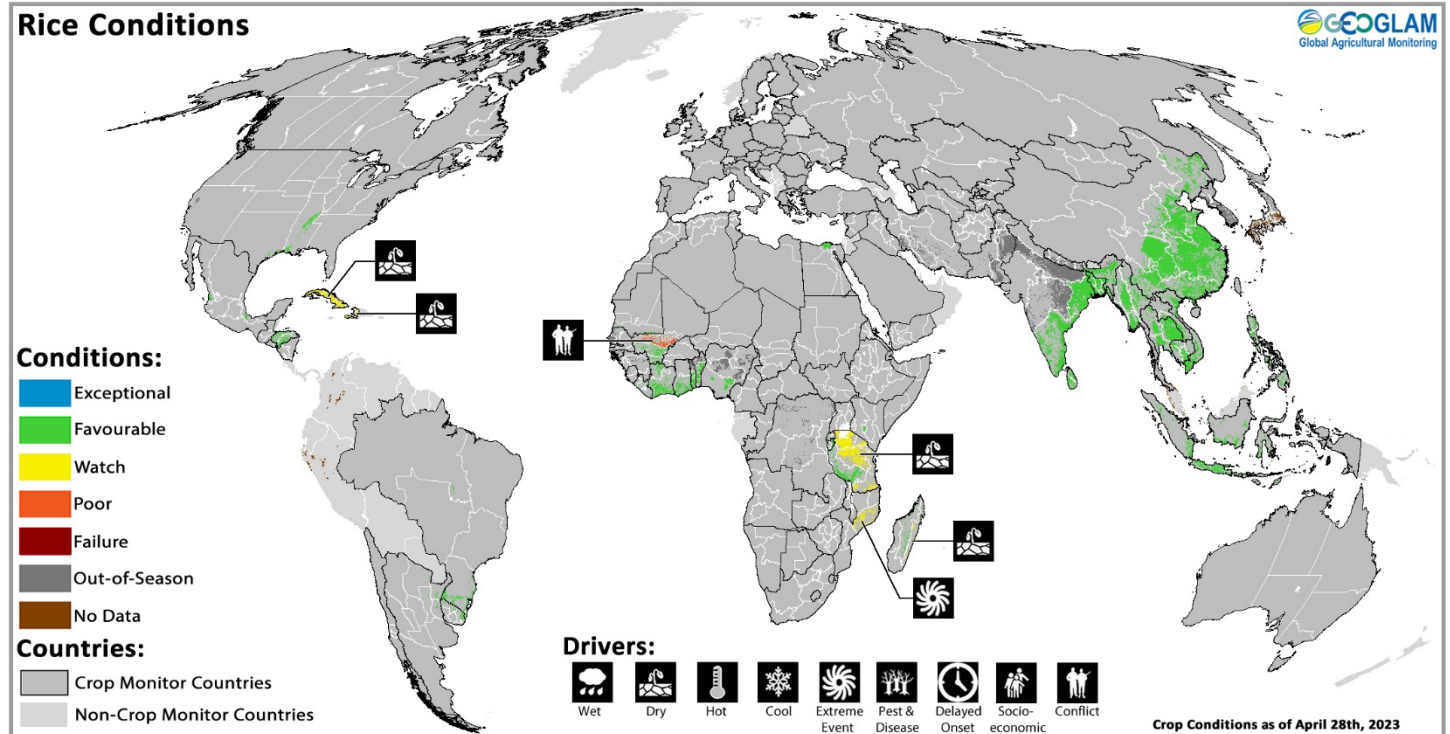 Rice Conditions
GEOGLAM
Global Agricultural Monitoring
Conditions:
Exceptional
Favourable
Watch
Poor
Failure
Out-of-Season
No Data
Countries:
Crop Monitor Countries
Non-Crop Monitor Countries
Drivers:
Wet
Dry
Hot
Cool
Extreme
Event
Pest &
Disease
Delayed
Onset
Socio-
economic
Conflict
Crop Conditions as of April 28th, 2023